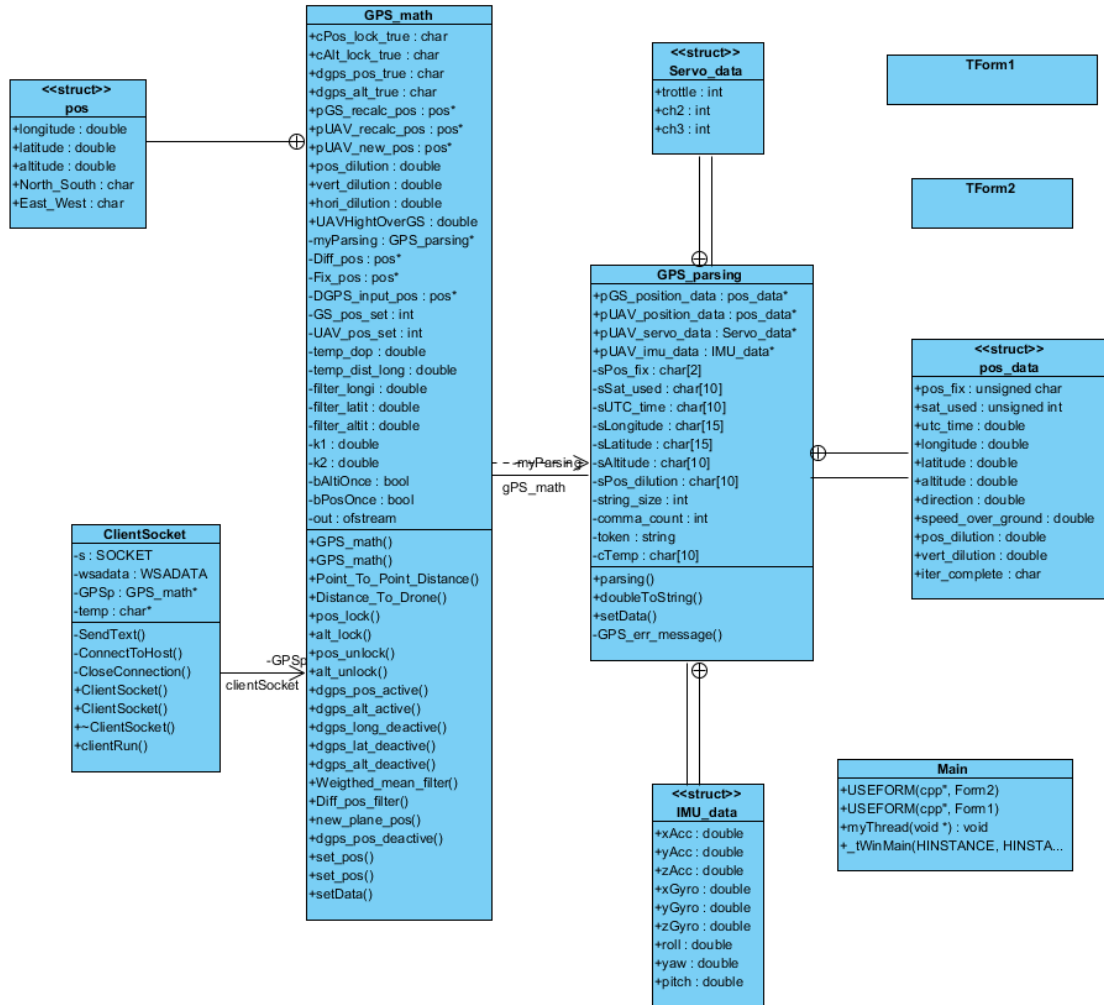 GPS_math
+cPos_lock_true : char
+cAlt_lock_true : char
+dgps_pos_true : char
+dgps_alt_true : char
+pGS_recalc_pos : pos*
+pUAV_recalc_pos : pos*
+pUAV_new_pos : pos*
+pos_dilution : double
+vert_dilution : double
+hori_dilution : double
+UAVHightOverGS : double
-myParsing : GPS_parsing*
-Diff_pos : pos*
-Fix_pos : pos*
-DGPS_input_pos : pos*
-GS_pos_set : int
-UAV_pos_set : int
-temp_dop : double
-temp_dist_long : double
-filter_longi : double
-filter_latit : double
-filter_altit : double
-k1 : double
-k2 : double
-bAltiOnce : bool
-bPosOnce : bool
-out : ofstream
+GPS_math()
+GPS_math()
+Point_To_Point_Distance()
+Distance_To_Drone()
+pos_lock()
+alt_lock()
+pos_unlock()
+alt_unlock()
+dgps_pos_active()
+dgps_alt_active()
+dgps_long_deactive()
+dgps_lat_deactive()
+dgps_alt_deactive()
+Weigthed_mean_filter()
+Diff_pos_filter()
+new_plane_pos()
+dgps_pos_deactive()
+set_pos()
+set_pos()
+setData()
<<struct>>
pos
+longitude : double
+latitude : double
+altitude : double
+North_South : char
+East_West : char
ClientSocket
-s : SOCKET
-wsadata : WSADATA
-GPSp : GPS_math*
-temp : char*
-SendText()
-ConnectToHost()
-CloseConnection()
+ClientSocket()
+ClientSocket()
+~ClientSocket()
+clientRun()
-GPSp
clientSocket
-myParsing
gPS_math
<<struct>>
Servo_data
+trottle : int
+ch2 : int
+ch3 : int
GPS_parsing
+pGS_position_data : pos_data*
+pUAV_position_data : pos_data*
+pUAV_servo_data : Servo_data*
+pUAV_imu_data : IMU_data*
-sPos_fix : char[2]
-sSat_used : char[10]
-sUTC_time : char[10]
-sLongitude : char[15]
-sLatitude : char[15]
-sAltitude : char[10]
-sPos_dilution : char[10]
-string_size : int
-comma_count : int
-token : string
-cTemp : char[10]
+parsing()
+doubleToString()
+setData()
-GPS_err_message()
<<struct>>
IMU_data
+xAcc : double
+yAcc : double
+zAcc : double
+xGyro : double
+yGyro : double
+zGyro : double
+roll : double
+yaw : double
+pitch : double
TForm1
TForm2
<<struct>>
pos_data
+pos_fix : unsigned char
+sat_used : unsigned int
+utc_time : double
+longitude : double
+latitude : double
+altitude : double
+direction : double
+speed_over_ground : double
+pos_dilution : double
+vert_dilution : double
+iter_complete : char
Main
+USEFORM(cpp", Form2)
+USEFORM(cpp", Form1)
+myThread(void *) : void
+_tWinMain(HINSTANCE, HINSTA...